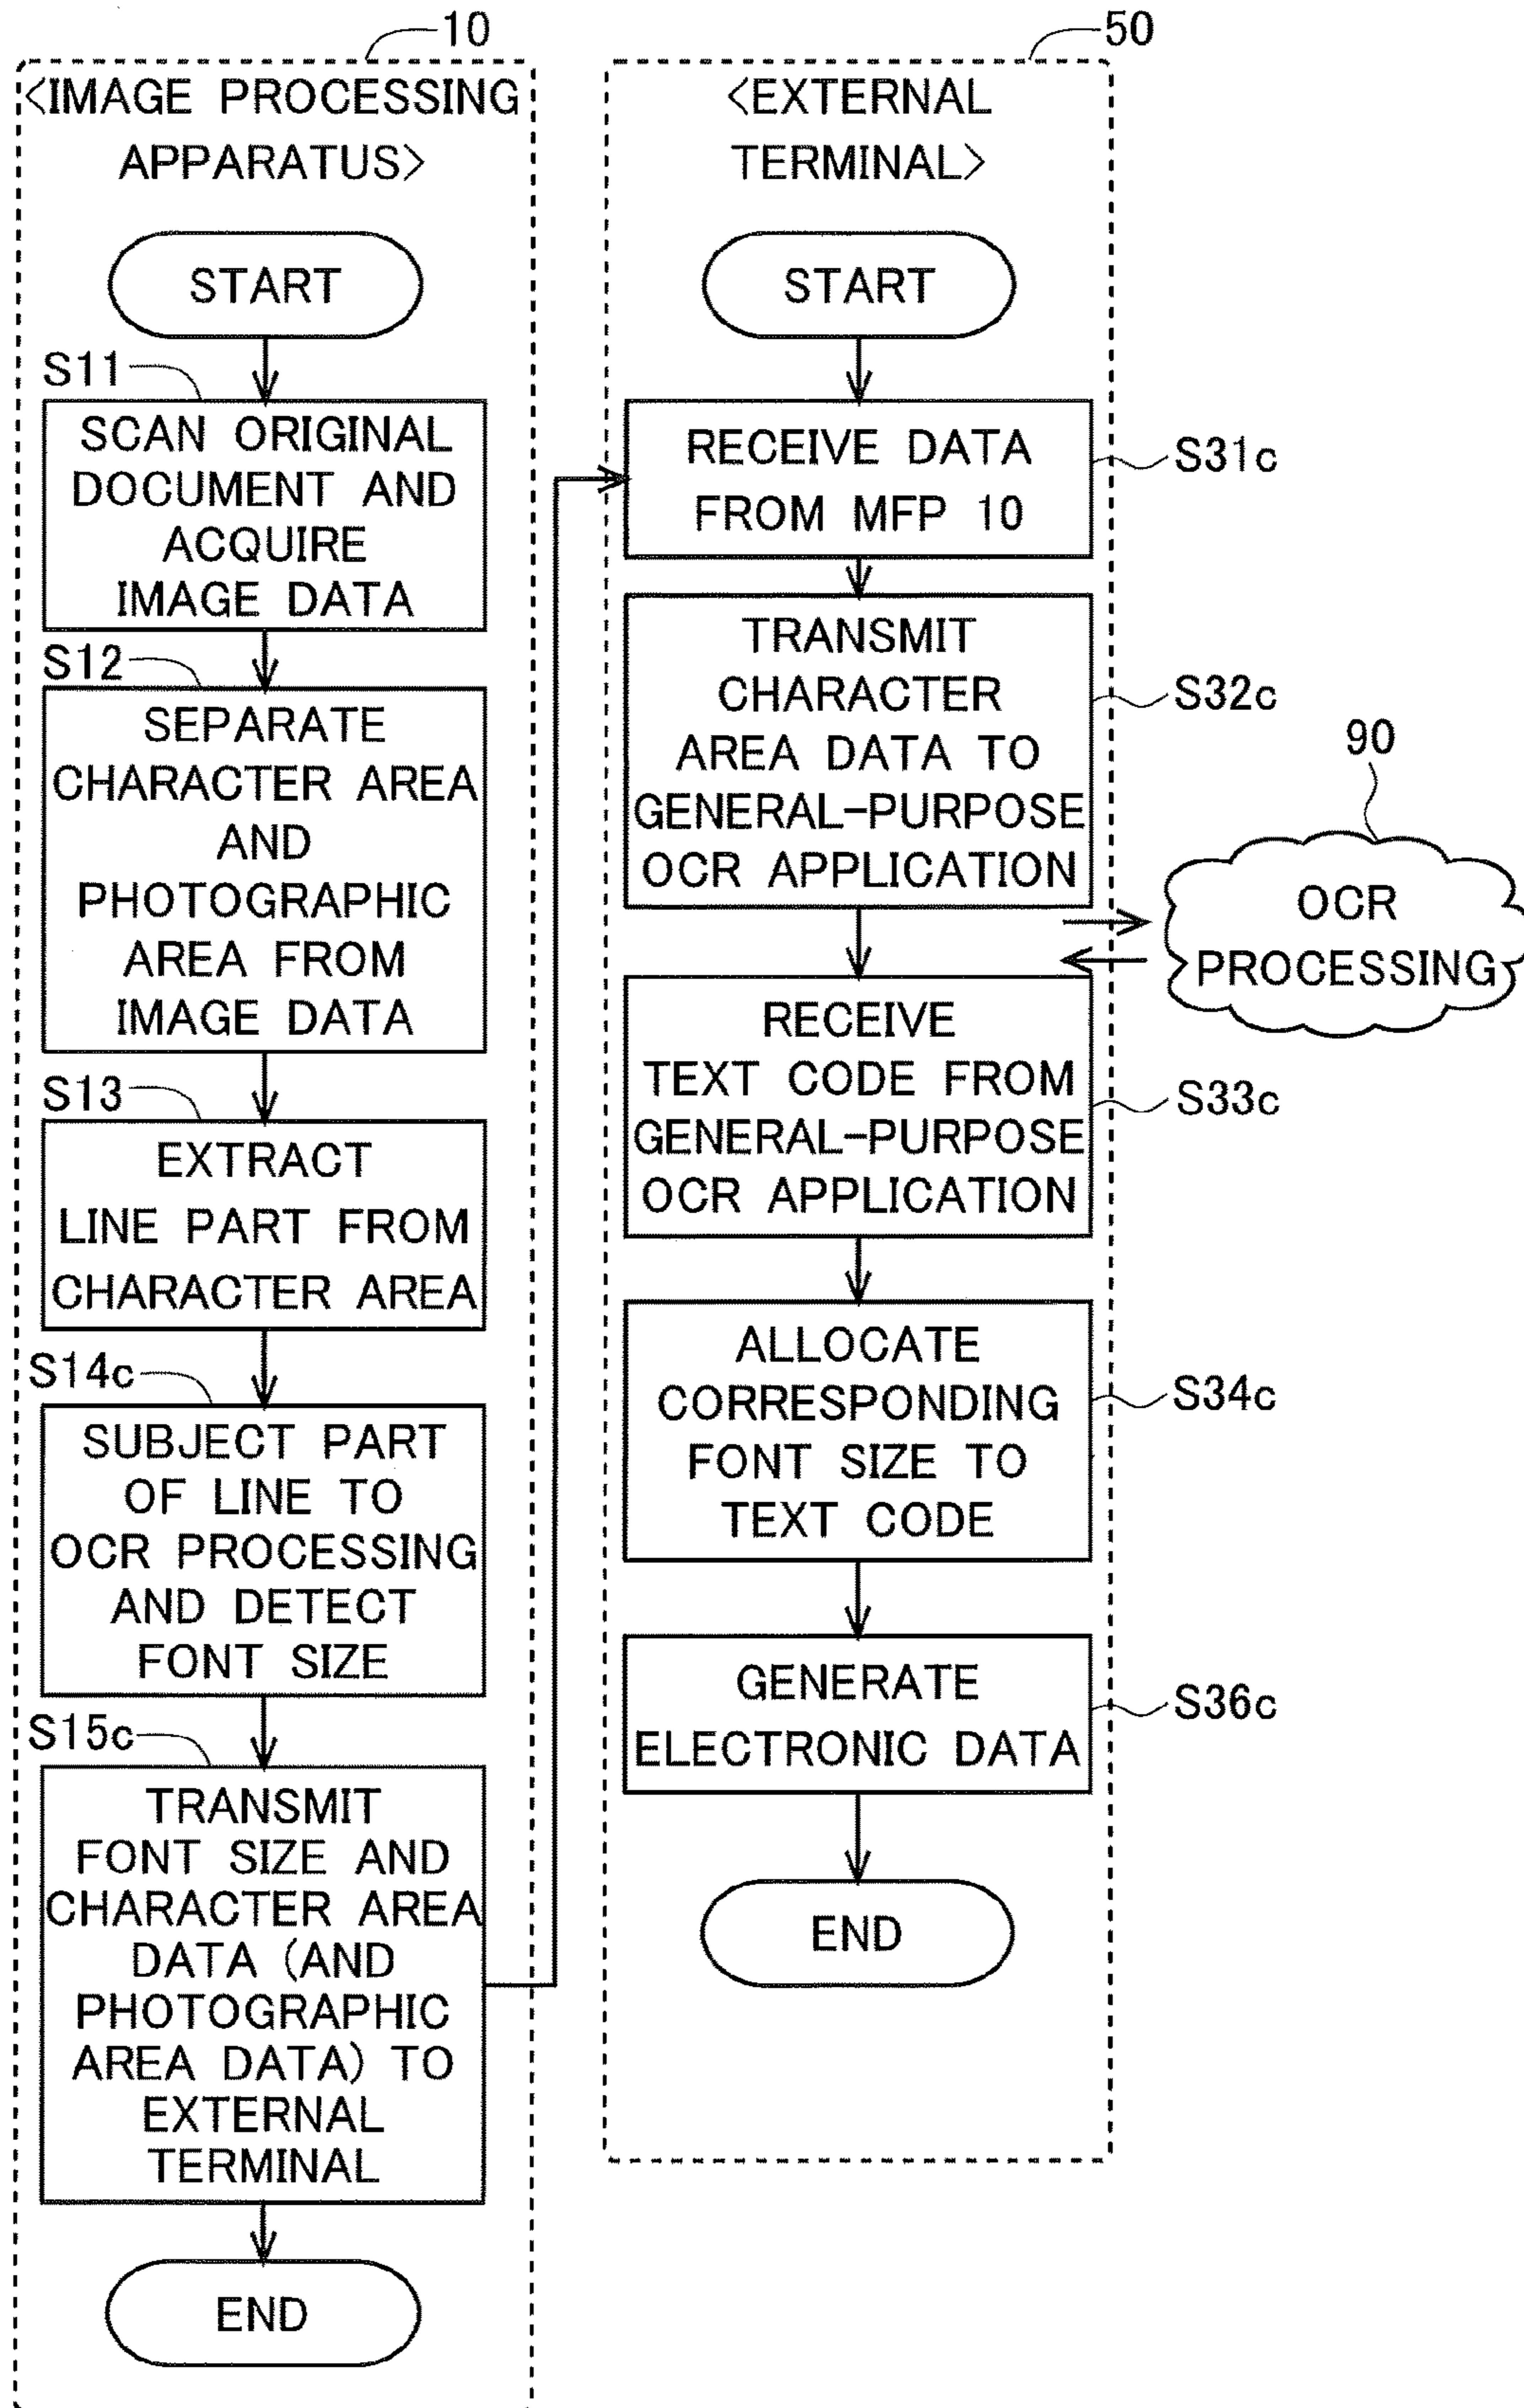 10
<IMAGE PROCESSING
APPARATUS>
START
S11
SCAN ORIGINAL
DOCUMENT AND
ACQUIRE
IMAGE DATA
S12
SEPARATE
CHARACTER AREA
AND
PHOTOGRAPHIC
AREA FROM
IMAGE DATA
S13
EXTRACT
LINE PART FROM
CHARACTER AREA
S14c
SUBJECT PART
OF LINE TO
OCR PROCESSING
AND DETECT
FONT SIZE
S15c
TRANSMIT
FONT SIZE AND
CHARACTER AREA
DATA (AND
PHOTOGRAPHIC
AREA DATA) TO
EXTERNAL
TERMINAL
END
50
<EXTERNAL
TERMINAL>
START
RECEIVE DATA
FROM MFP 10
S31c
TRANSMIT
CHARACTER
AREA DATA TO
GENERAL-PURPOSE
OCR APPLICATION
S32c
90
OCR
PROCESSING
RECEIVE
TEXT CODE FROM
GENERAL-PURPOSE
OCR APPLICATION
S33c
ALLOCATE
CORRESPONDING
FONT SIZE TO
TEXT CODE
S34c
GENERATE
ELECTRONIC DATA
S36c
END